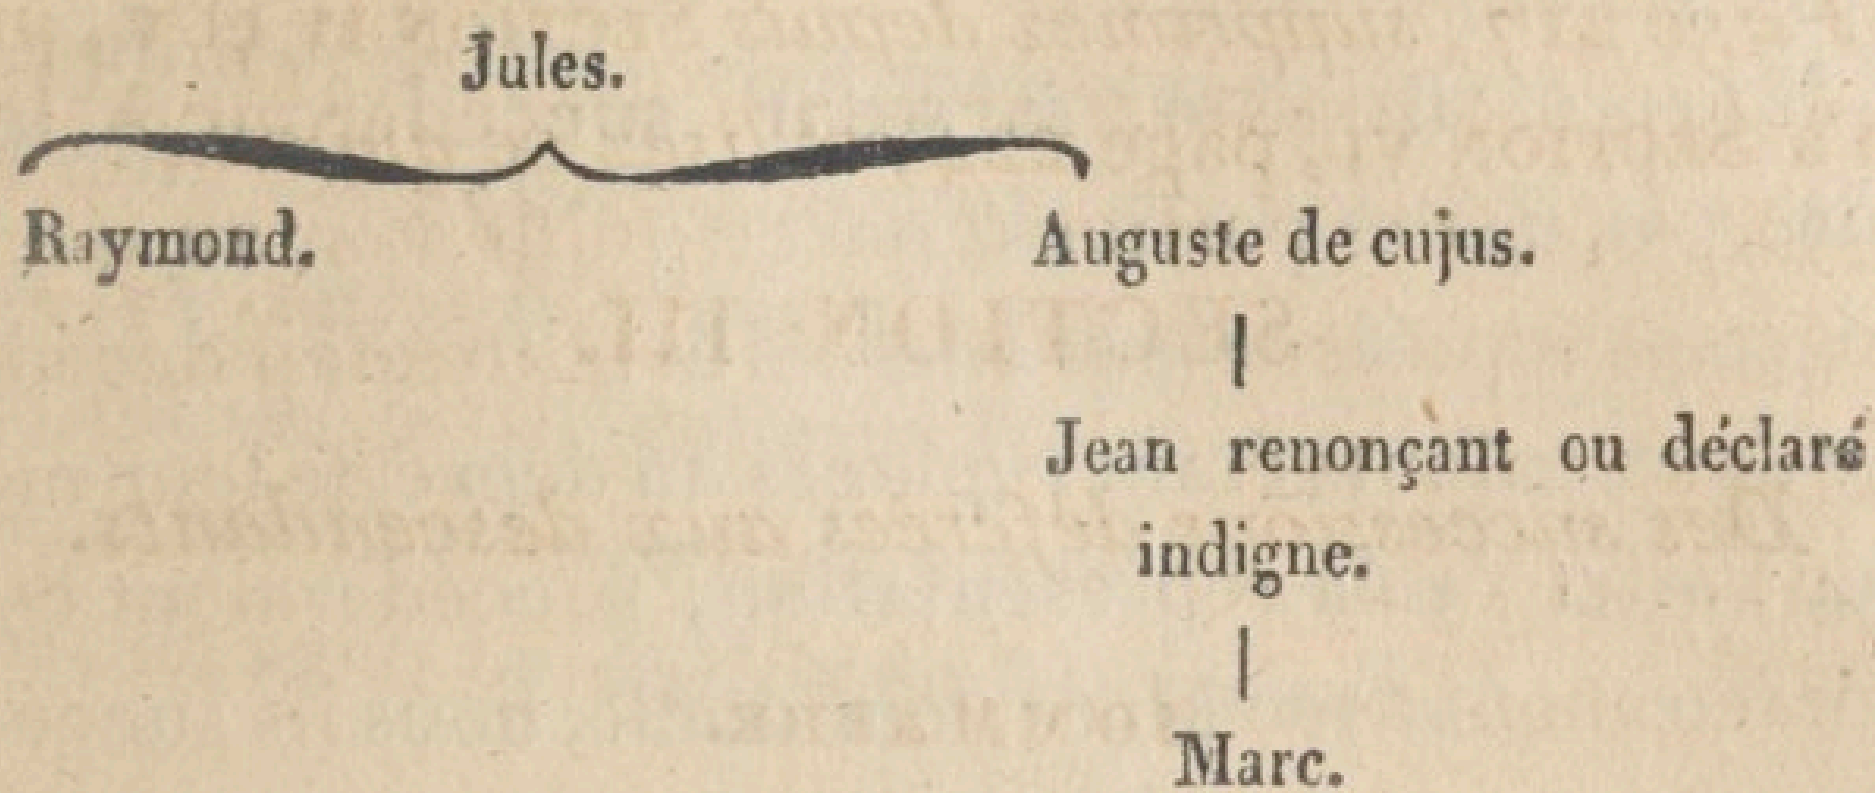 Jules.
Raymond.
Auguste de cujus.
Jean renonçant ou déclaré
indigne.
Marc.